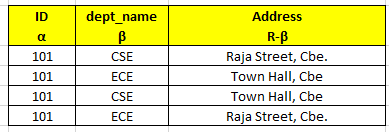 ID dept_name Address
α β R-β
101 CSE Raja Street, Cbe.
101 ECE Town Hall, Cbe
101 CSE Town Hall, Cbe
101 ECE Raja Street, Cbe.